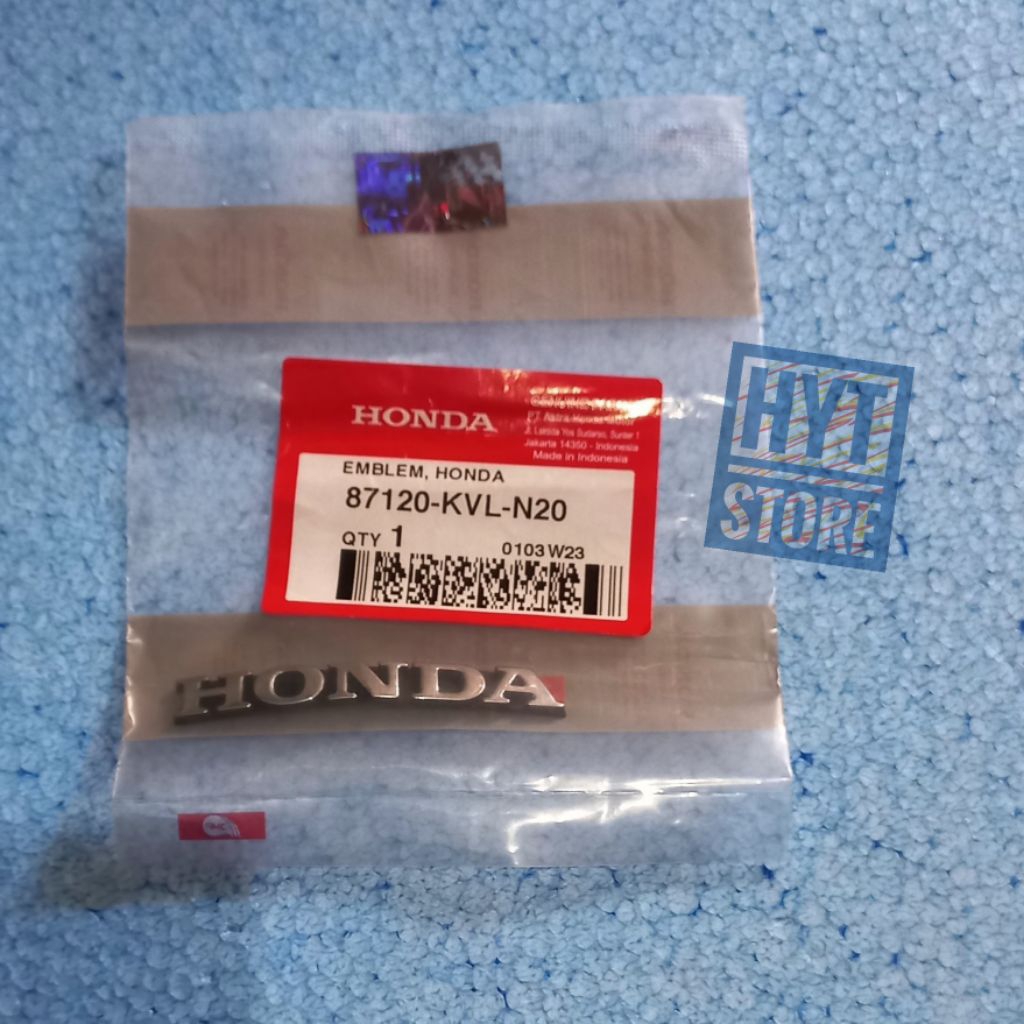 HONDA
PT. Astra Honda Motor
Jl. Laksda Yos Sudarso, Sunter 1
Jakarta 14350 - Indonesia
Made in Indonesia
EMBLEM, HONDA
87120-KVL-N20
QTY 1
0103 W23
HYT
STORE
HONDA